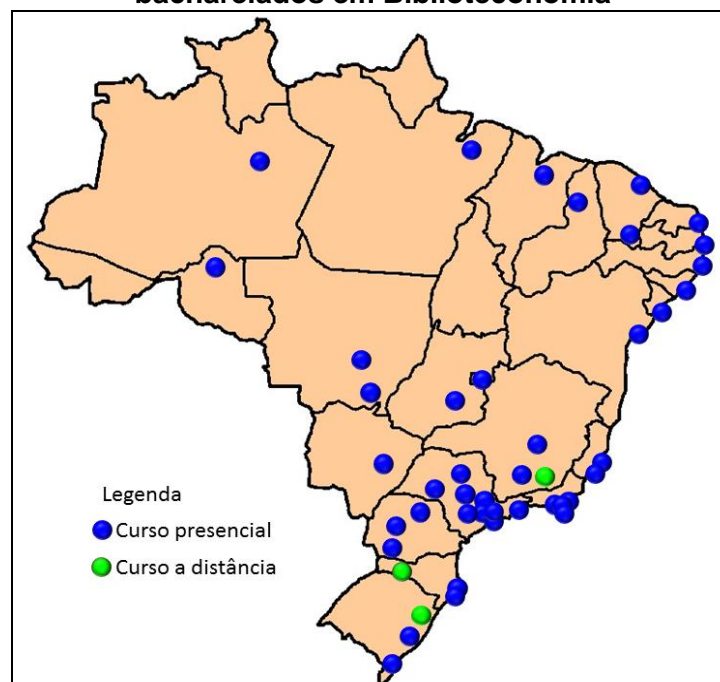 bacharelados em Biblioteconomia
Legenda
Curso presencial
Curso a distância